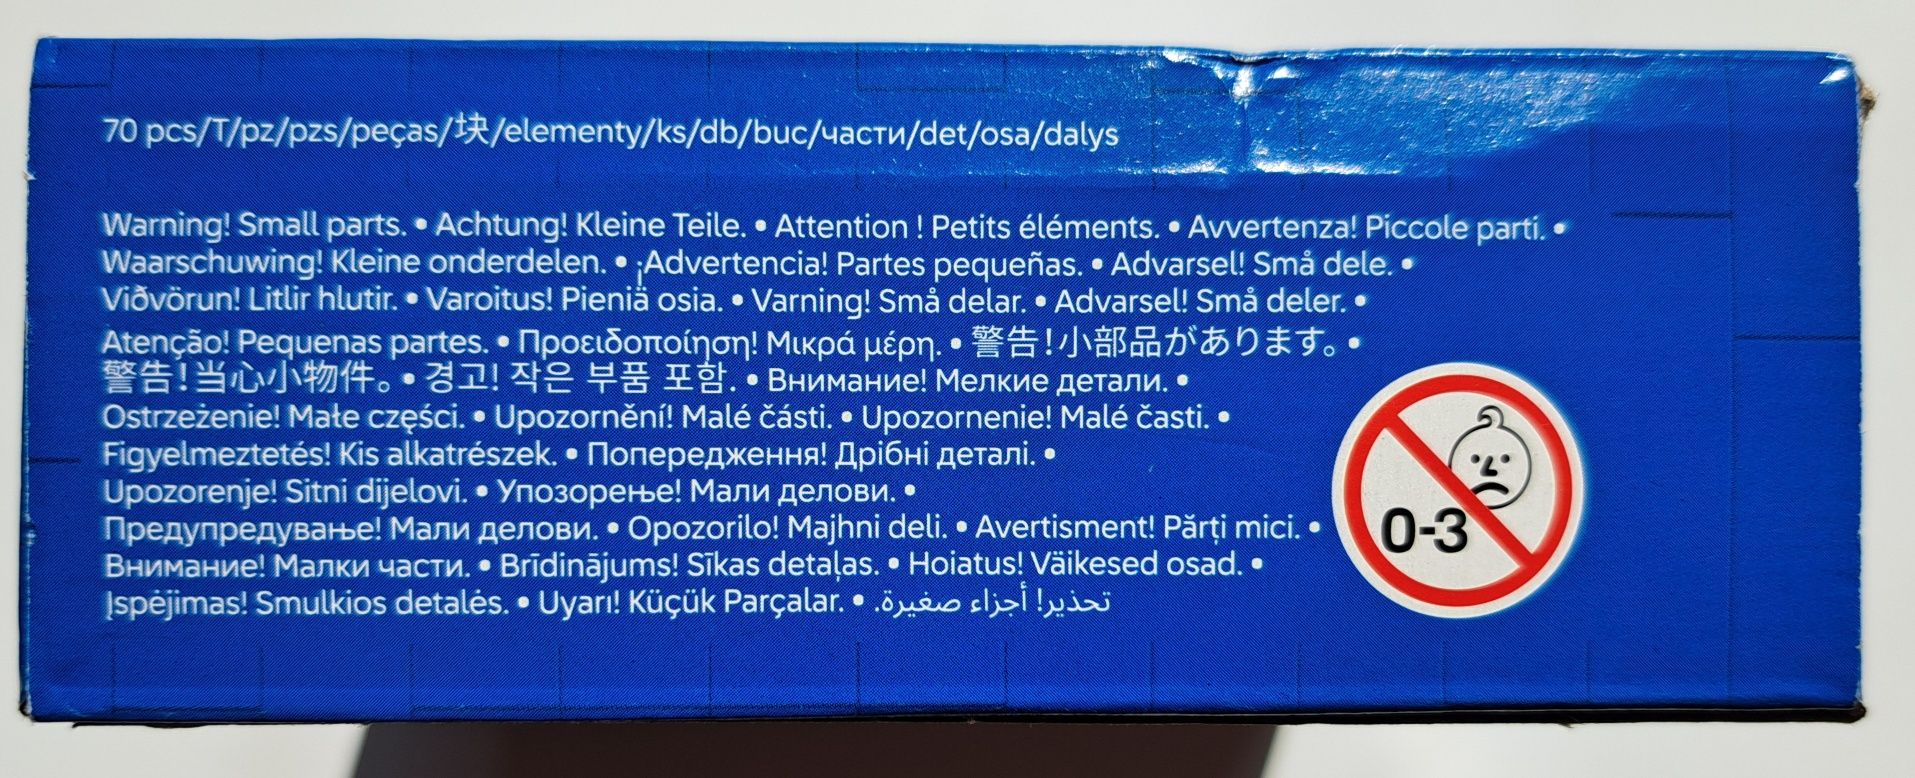 70 pcs/T/pz/pzs/peças/块/elementy/ks/db/buc/части/det/osa/dalys
Warning! Small parts. • Achtung! Kleine Teile. • Attention ! Petits éléments. • Avvertenza! Piccole parti. •
Waarschuwing! Kleine onderdelen. • ¡Advertencia! Partes pequeñas. • Advarsel! Små dele. •
Viðvörun! Litlir hlutir. • Varoitus! Pieniä osia. • Varning! Små delar. • Advarsel! Små deler. •
Atenção! Pequenas partes. • Προειδοποίηση! Μικρά μέρη. • 警告!小部品があります。 •
警告!当心小物件。 • 경고! 작은 부품 포함. • Внимание! Мелкие детали. •
Ostrzeżenie! Małe części. • Upozornění! Malé části. • Upozornenie! Malé časti. •
Figyelmeztetés! Kis alkatrészek. • Попередження! Дрібні деталі. •
Upozorenje! Sitni dijelovi. • Упозорење! Мали делови. •
Предупредување! Мали делови. • Opozorilo! Majhni deli. • Avertisment! Părți mici. •
Внимание! Малки части. • Brīdinājums! Sīkas detaļas. • Hoiatus! Väikesed osad. •
Įspėjimas! Smulkios detalės. • Uyarı! Küçük Parçalar. • تحذير! أجزاء صغيرة.
0-3